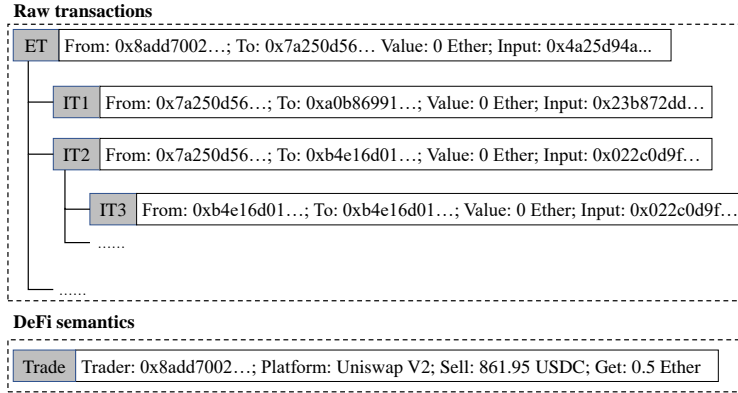 Raw transactions
ET From: 0x8add7002…; To: 0x7a250d56… Value: 0 Ether; Input: 0x4a25d94a...
IT1 From: 0x7a250d56…; To: 0xa0b86991…; Value: 0 Ether; Input: 0x23b872dd…
IT2 From: 0x7a250d56…; To: 0xb4e16d01…; Value: 0 Ether; Input: 0x022c0d9f…
IT3 From: 0xb4e16d01…; To: 0xb4e16d01…; Value: 0 Ether; Input: 0x022c0d9f…
……
……
DeFi semantics
Trade Trader: 0x8add7002…; Platform: Uniswap V2; Sell: 861.95 USDC; Get: 0.5 Ether